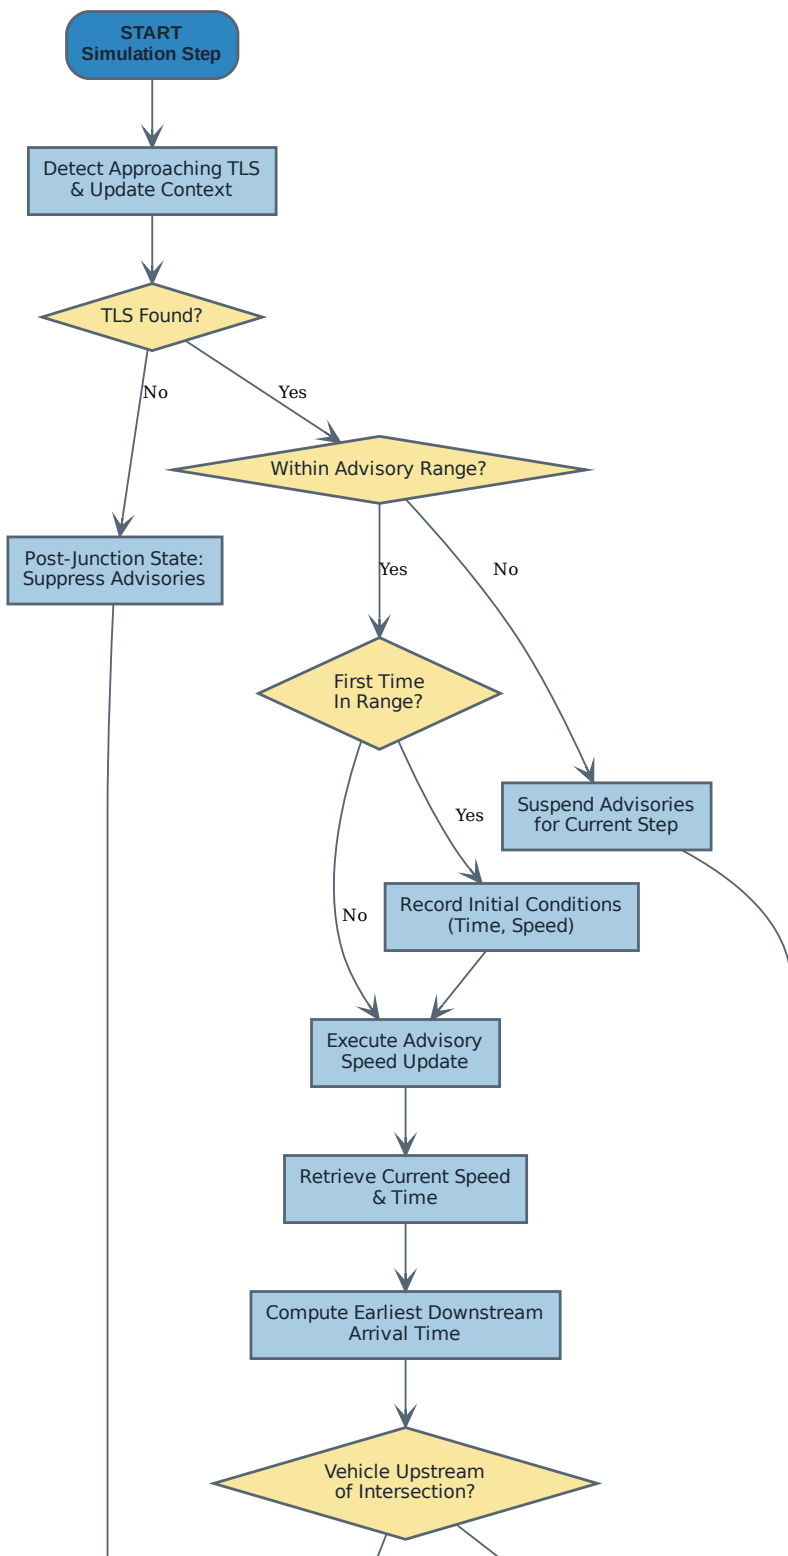 START
Simulation Step
Detect Approaching TLS
& Update Context
TLS Found?
No
Yes
Within Advisory Range?
Post-Junction State:
Suppress Advisories
Yes
No
First Time
In Range?
Suspend Advisories
for Current Step
Yes
Record Initial Conditions
(Time, Speed)
No
Execute Advisory
Speed Update
Retrieve Current Speed
& Time
Compute Earliest Downstream
Arrival Time
Vehicle Upstream
of Intersection?